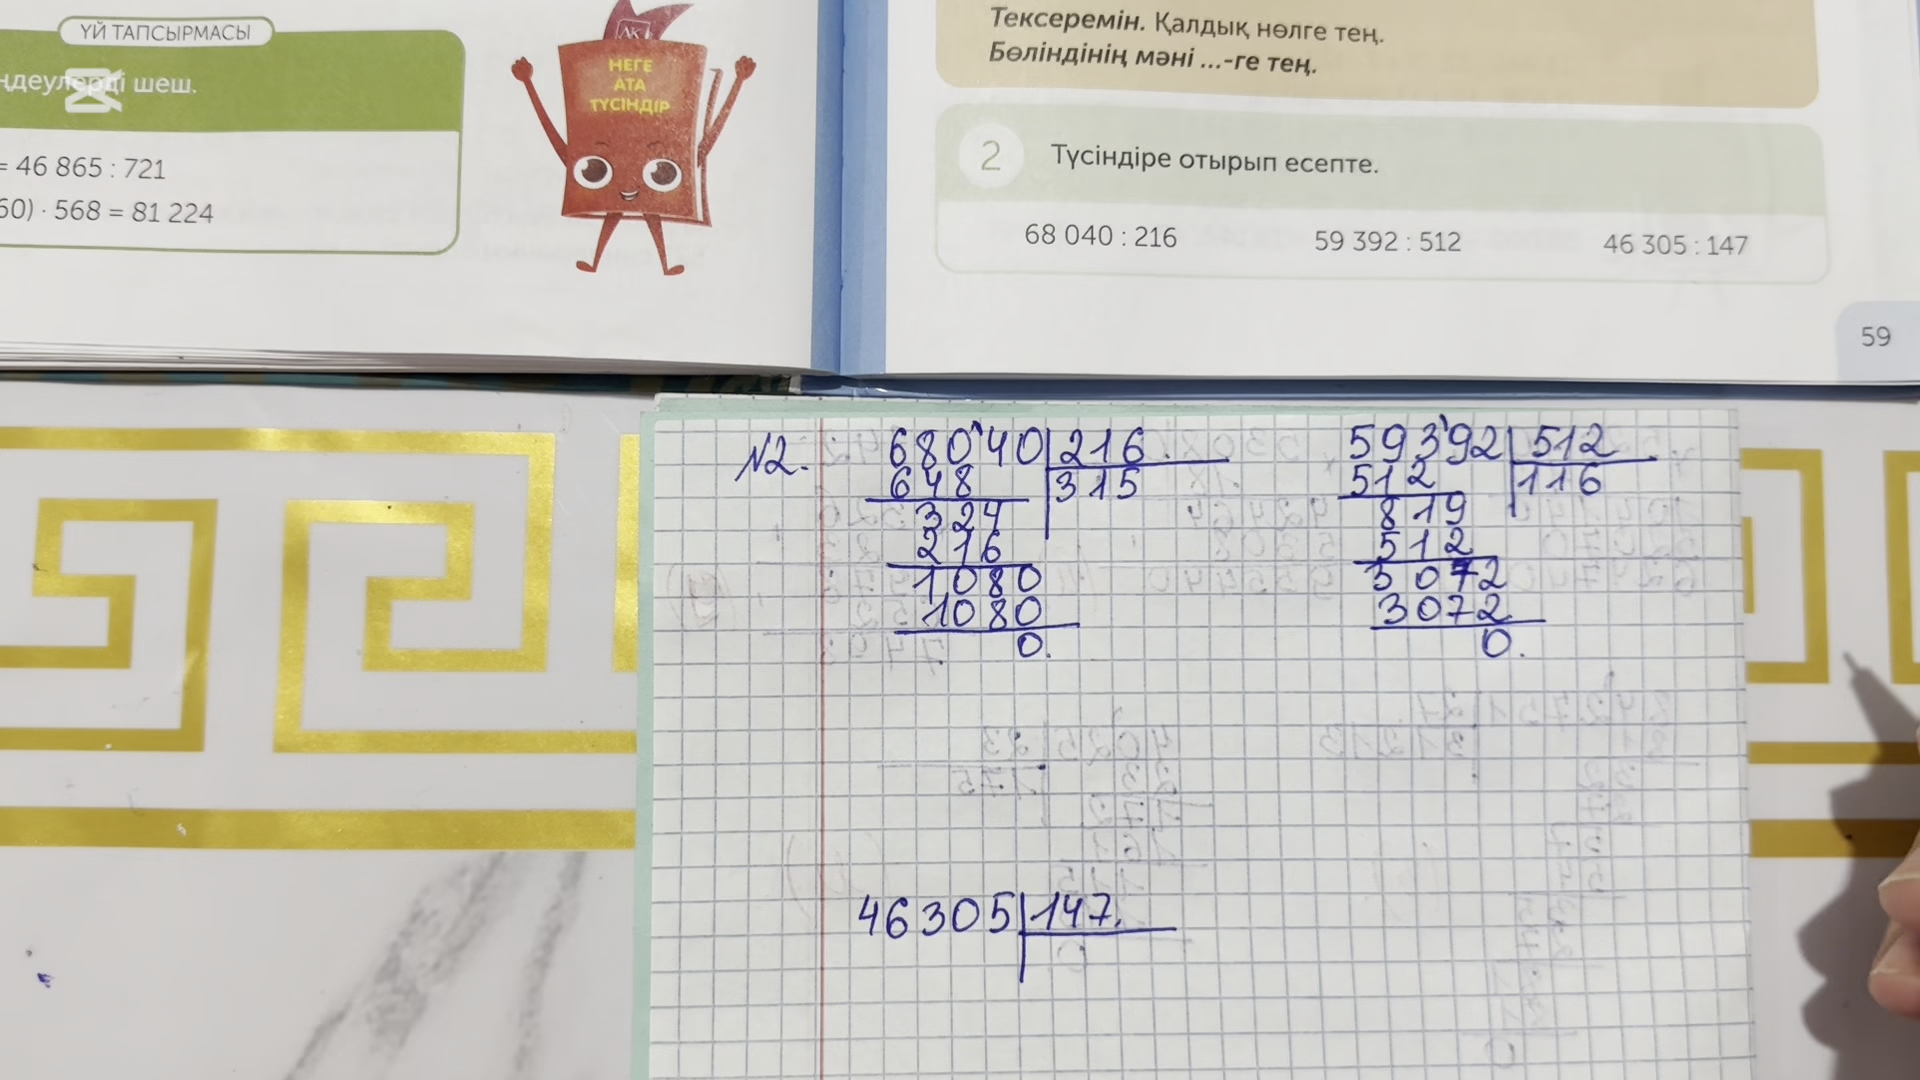 ҮЙ ТАПСЫРМАСЫ
ңдеулерді шеш.
= 46 865 : 721
60) · 568 = 81 224
НЕГЕ
АТА
ТҮСІНДІР
Тексеремін. Қалдық нөлге тең.
Бөліндінің мәні ...-ге тең.
2 Түсіндіре отырып есепте.
68 040 : 216 59 392 : 512 46 305 : 147
59
№2. 68040 216
648 315
324
216
1080
1080
0.
59392 512
512 116
819
512
3072
3072
0.
46305 147.